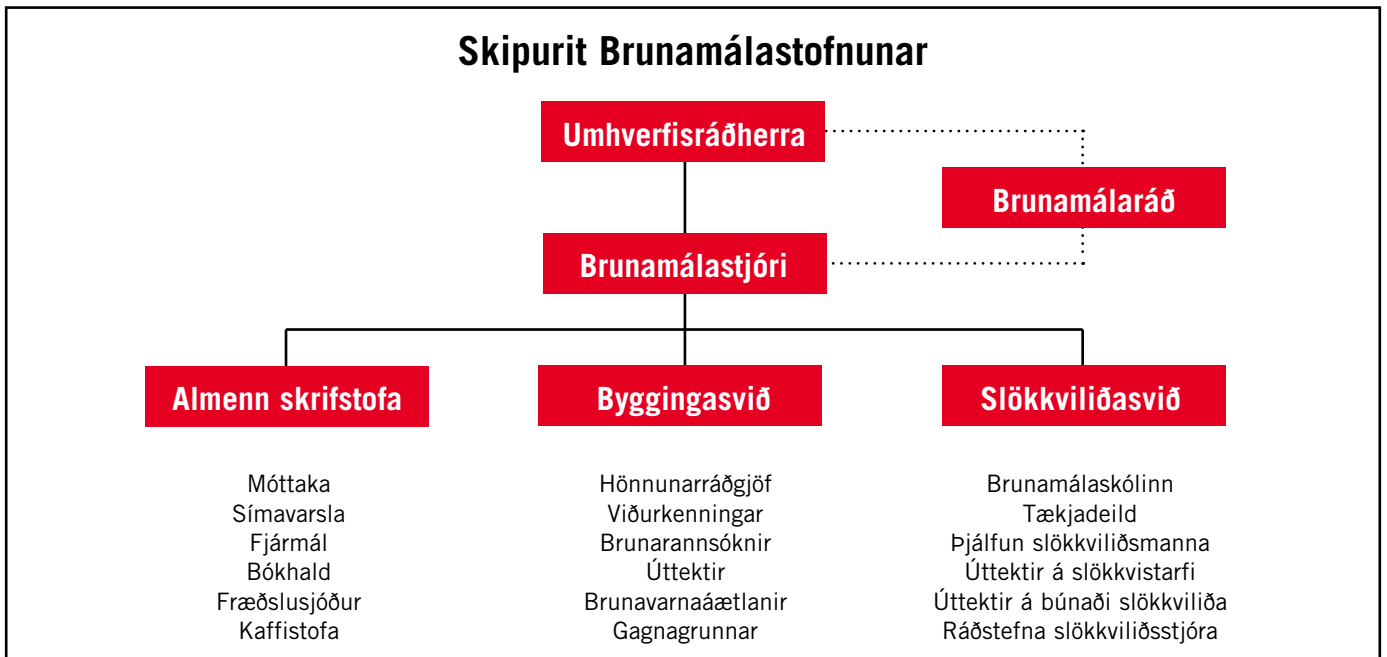 Skipurit Brunamálastofnunar
Umhverfisráðherra
Brunamálaráð
Brunamálastjóri
Almenn skrifstofa
Móttaka
Símavarsla
Fjármál
Bókhald
Fræðslusjóður
Kaffistofa
Byggingasvið
Hönnunarráðgjöf
Viðurkenningar
Brunarannsóknir
Úttektir
Brunavarnaáætlanir
Gagnagrunnar
Slökkviliðasvið
Brunamálaskólinn
Tækjadeild
Þjálfun slökkviliðsmanna
Úttektir á slökkvistarfi
Úttektir á búnaði slökkviliða
Ráðstefna slökkviliðsstjóra